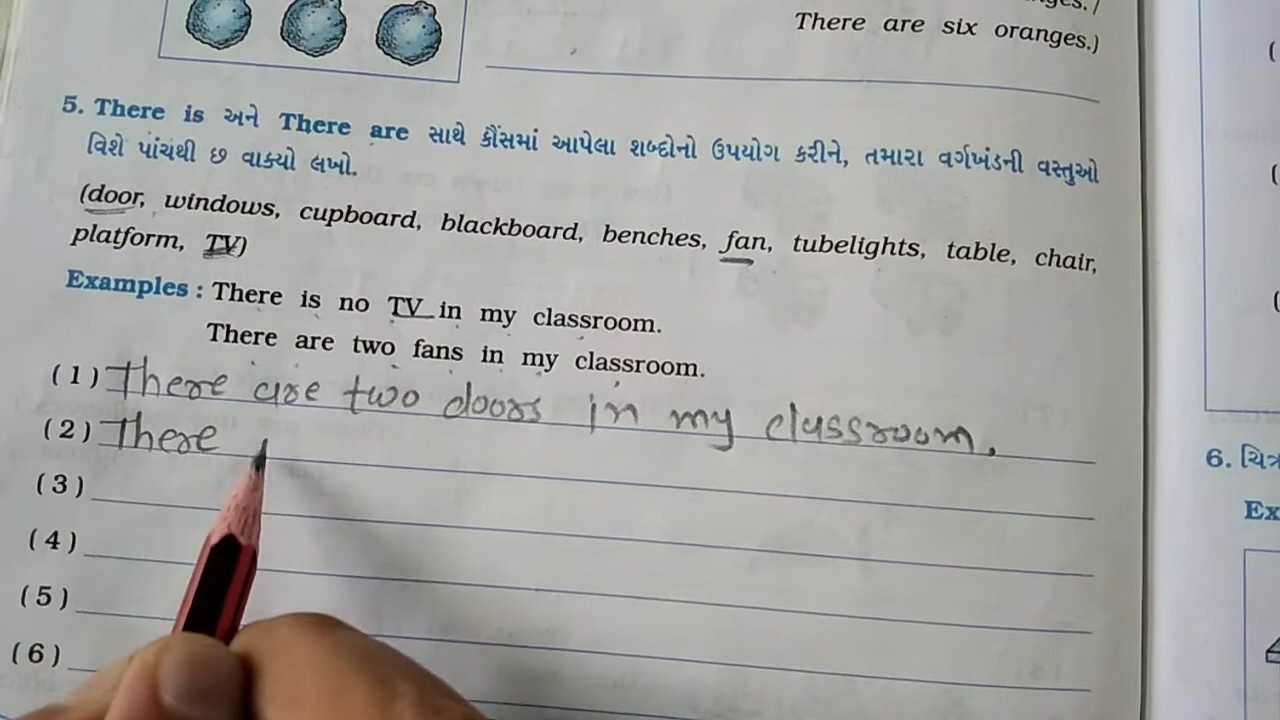 There are six oranges.)
5. There is અને There are સાથે કૌંસમાં આપેલા શબ્દોનો ઉપયોગ કરીને, તમારા વર્ગખંડની વસ્તુઓ
વિશે પાંચથી છ વાક્યો લખો.
(door, windows, cupboard, blackboard, benches, fan, tubelights, table, chair,
platform, TV)
Examples : There is no TV in my classroom.
There are two fans in my classroom.
(1) There are two doors in my classroom.
(2) There
(3)
(4)
(5)
(6)
6.